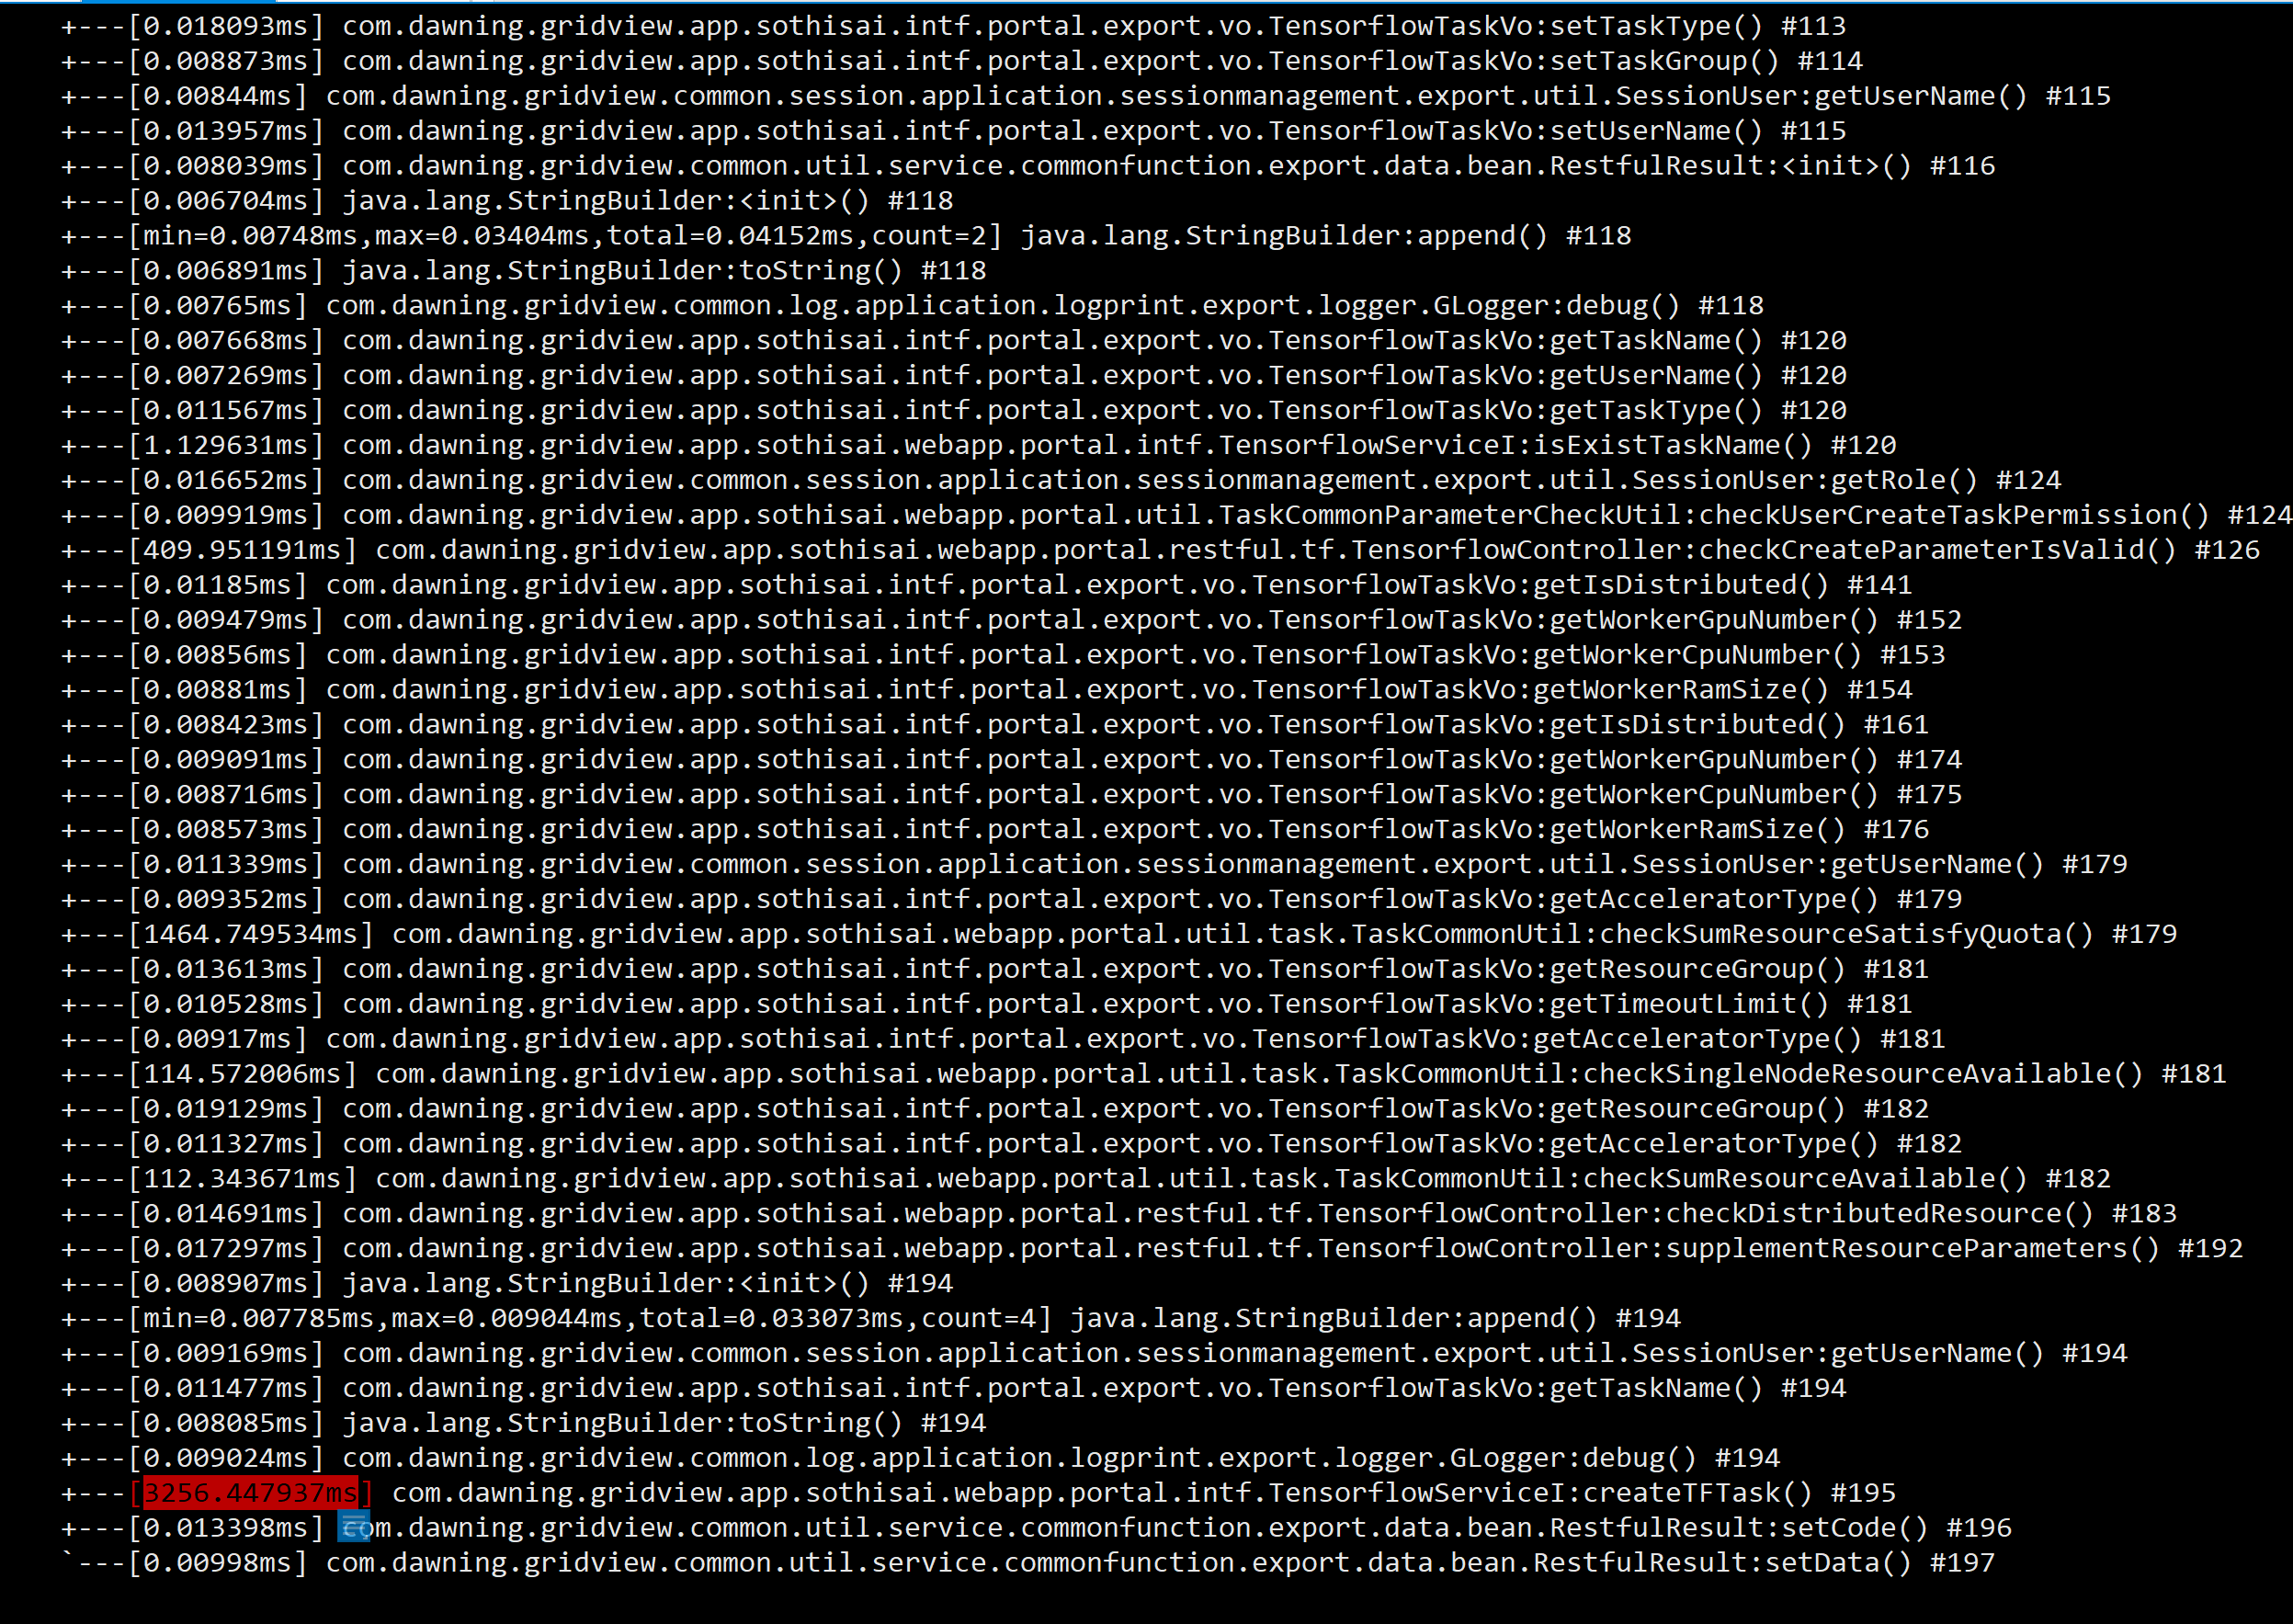 +---[0.018093ms] com.dawning.gridview.app.sothisai.intf.portal.export.vo.TensorflowTaskVo:setTaskType() #113
+---[0.008873ms] com.dawning.gridview.app.sothisai.intf.portal.export.vo.TensorflowTaskVo:setTaskGroup() #114
+---[0.00844ms] com.dawning.gridview.common.session.application.sessionmanagement.export.util.SessionUser:getUserName() #115
+---[0.013957ms] com.dawning.gridview.app.sothisai.intf.portal.export.vo.TensorflowTaskVo:setUserName() #115
+---[0.008039ms] com.dawning.gridview.common.util.service.commonfunction.export.data.bean.RestfulResult:<init>() #116
+---[0.006704ms] java.lang.StringBuilder:<init>() #118
+---[min=0.00748ms,max=0.03404ms,total=0.04152ms,count=2] java.lang.StringBuilder:append() #118
+---[0.006891ms] java.lang.StringBuilder:toString() #118
+---[0.00765ms] com.dawning.gridview.common.log.application.logprint.export.logger.GLogger:debug() #118
+---[0.007668ms] com.dawning.gridview.app.sothisai.intf.portal.export.vo.TensorflowTaskVo:getTaskName() #120
+---[0.007269ms] com.dawning.gridview.app.sothisai.intf.portal.export.vo.TensorflowTaskVo:getUserName() #120
+---[0.011567ms] com.dawning.gridview.app.sothisai.intf.portal.export.vo.TensorflowTaskVo:getTaskType() #120
+---[1.129631ms] com.dawning.gridview.app.sothisai.webapp.portal.intf.TensorflowServiceI:isExistTaskName() #120
+---[0.016652ms] com.dawning.gridview.common.session.application.sessionmanagement.export.util.SessionUser:getRole() #124
+---[0.009919ms] com.dawning.gridview.app.sothisai.webapp.portal.util.TaskCommonParameterCheckUtil:checkUserCreateTaskPermission() #124
+---[409.951191ms] com.dawning.gridview.app.sothisai.webapp.portal.restful.tf.TensorflowController:checkCreateParameterIsValid() #126
+---[0.01185ms] com.dawning.gridview.app.sothisai.intf.portal.export.vo.TensorflowTaskVo:getIsDistributed() #141
+---[0.009479ms] com.dawning.gridview.app.sothisai.intf.portal.export.vo.TensorflowTaskVo:getWorkerGpuNumber() #152
+---[0.00856ms] com.dawning.gridview.app.sothisai.intf.portal.export.vo.TensorflowTaskVo:getWorkerCpuNumber() #153
+---[0.00881ms] com.dawning.gridview.app.sothisai.intf.portal.export.vo.TensorflowTaskVo:getWorkerRamSize() #154
+---[0.008423ms] com.dawning.gridview.app.sothisai.intf.portal.export.vo.TensorflowTaskVo:getIsDistributed() #161
+---[0.009091ms] com.dawning.gridview.app.sothisai.intf.portal.export.vo.TensorflowTaskVo:getWorkerGpuNumber() #174
+---[0.008716ms] com.dawning.gridview.app.sothisai.intf.portal.export.vo.TensorflowTaskVo:getWorkerCpuNumber() #175
+---[0.008573ms] com.dawning.gridview.app.sothisai.intf.portal.export.vo.TensorflowTaskVo:getWorkerRamSize() #176
+---[0.011339ms] com.dawning.gridview.common.session.application.sessionmanagement.export.util.SessionUser:getUserName() #179
+---[0.009352ms] com.dawning.gridview.app.sothisai.intf.portal.export.vo.TensorflowTaskVo:getAcceleratorType() #179
+---[1464.749534ms] com.dawning.gridview.app.sothisai.webapp.portal.util.task.TaskCommonUtil:checkSumResourceSatisfyQuota() #179
+---[0.013613ms] com.dawning.gridview.app.sothisai.intf.portal.export.vo.TensorflowTaskVo:getResourceGroup() #181
+---[0.010528ms] com.dawning.gridview.app.sothisai.intf.portal.export.vo.TensorflowTaskVo:getTimeoutLimit() #181
+---[0.00917ms] com.dawning.gridview.app.sothisai.intf.portal.export.vo.TensorflowTaskVo:getAcceleratorType() #181
+---[114.572006ms] com.dawning.gridview.app.sothisai.webapp.portal.util.task.TaskCommonUtil:checkSingleNodeResourceAvailable() #181
+---[0.019129ms] com.dawning.gridview.app.sothisai.intf.portal.export.vo.TensorflowTaskVo:getResourceGroup() #182
+---[0.011327ms] com.dawning.gridview.app.sothisai.intf.portal.export.vo.TensorflowTaskVo:getAcceleratorType() #182
+---[112.343671ms] com.dawning.gridview.app.sothisai.webapp.portal.util.task.TaskCommonUtil:checkSumResourceAvailable() #182
+---[0.014691ms] com.dawning.gridview.app.sothisai.webapp.portal.restful.tf.TensorflowController:checkDistributedResource() #183
+---[0.017297ms] com.dawning.gridview.app.sothisai.webapp.portal.restful.tf.TensorflowController:supplementResourceParameters() #192
+---[0.008907ms] java.lang.StringBuilder:<init>() #194
+---[min=0.007785ms,max=0.009044ms,total=0.033073ms,count=4] java.lang.StringBuilder:append() #194
+---[0.009169ms] com.dawning.gridview.common.session.application.sessionmanagement.export.util.SessionUser:getUserName() #194
+---[0.011477ms] com.dawning.gridview.app.sothisai.intf.portal.export.vo.TensorflowTaskVo:getTaskName() #194
+---[0.008085ms] java.lang.StringBuilder:toString() #194
+---[0.009024ms] com.dawning.gridview.common.log.application.logprint.export.logger.GLogger:debug() #194
+---[3256.447937ms] com.dawning.gridview.app.sothisai.webapp.portal.intf.TensorflowServiceI:createTFTask() #195
+---[0.013398ms] com.dawning.gridview.common.util.service.commonfunction.export.data.bean.RestfulResult:setCode() #196
`---[0.00998ms] com.dawning.gridview.common.util.service.commonfunction.export.data.bean.RestfulResult:setData() #197